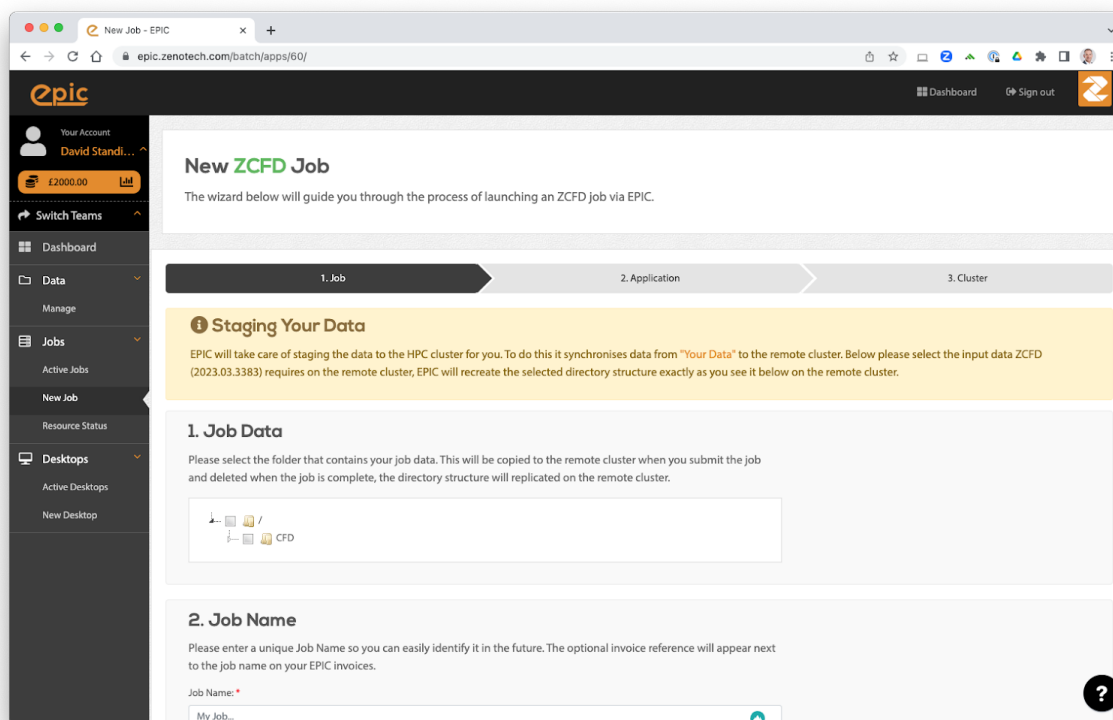 New Job - EPIC
epic.zenotech.com/batch/apps/60/
epic
Dashboard
Sign out
Your Account
David Standi...
£2000.00
Switch Teams
Dashboard
Data
Manage
Jobs
Active Jobs
New Job
Resource Status
Desktops
Active Desktops
New Desktop
New ZCFD Job
The wizard below will guide you through the process of launching an ZCFD job via EPIC.
1. Job
2. Application
3. Cluster
Staging Your Data
EPIC will take care of staging the data to the HPC cluster for you. To do this it synchronises data from "Your Data" to the remote cluster. Below please select the input data ZCFD
(2023.03.3383) requires on the remote cluster, EPIC will recreate the selected directory structure exactly as you see it below on the remote cluster.
1. Job Data
Please select the folder that contains your job data. This will be copied to the remote cluster when you submit the job
and deleted when the job is complete, the directory structure will replicated on the remote cluster.
/
CFD
2. Job Name
Please enter a unique Job Name so you can easily identify it in the future. The optional invoice reference will appear next
to the job name on your EPIC invoices.
Job Name: *
My Job...
?